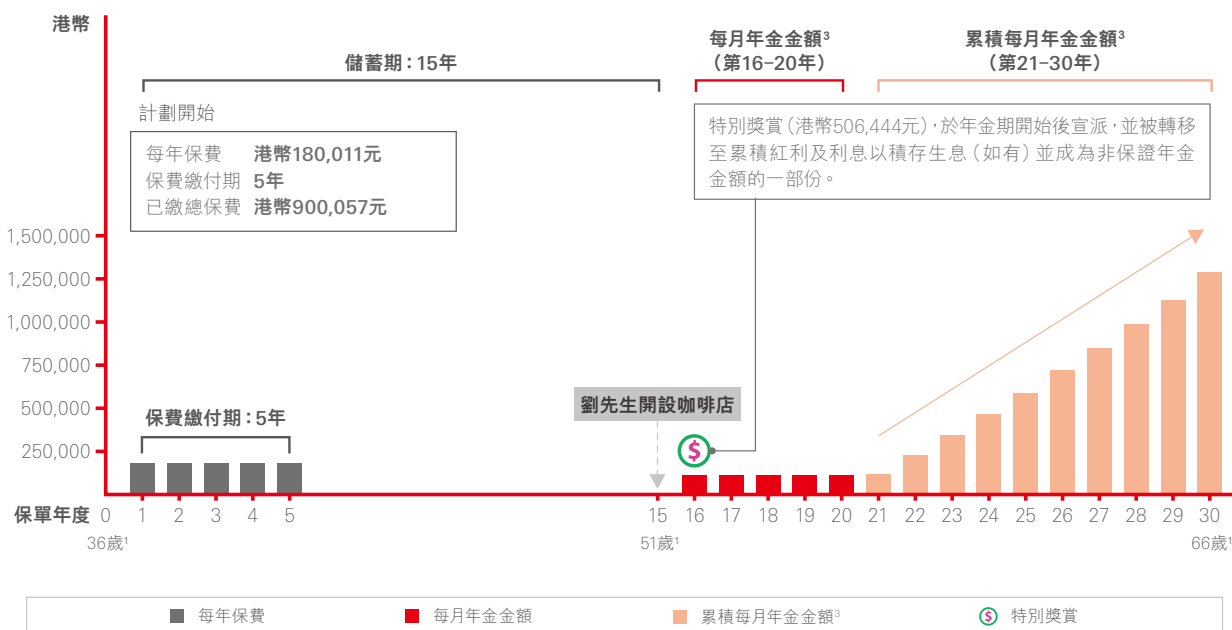 港幣
儲蓄期：15年
每月年金金額³
（第16–20年）
累積每月年金金額³
（第21–30年）
計劃開始
每年保費 港幣180,011元
保費繳付期 5年
已繳總保費 港幣900,057元
特別獎賞（港幣506,444元），於年金期開始後宣派，並被轉移
至累積紅利及利息以積存生息（如有）並成為非保證年金
金額的一部份。
1,500,000
1,250,000
1,000,000
750,000
500,000
250,000
保費繳付期：5年
劉先生開設咖啡店
$
保單年度 0 1 2 3 4 5 15 16 17 18 19 20 21 22 23 24 25 26 27 28 29 30
36歲¹ 51歲¹ 66歲¹
每年保費 每月年金金額 累積每月年金金額³ $ 特別獎賞